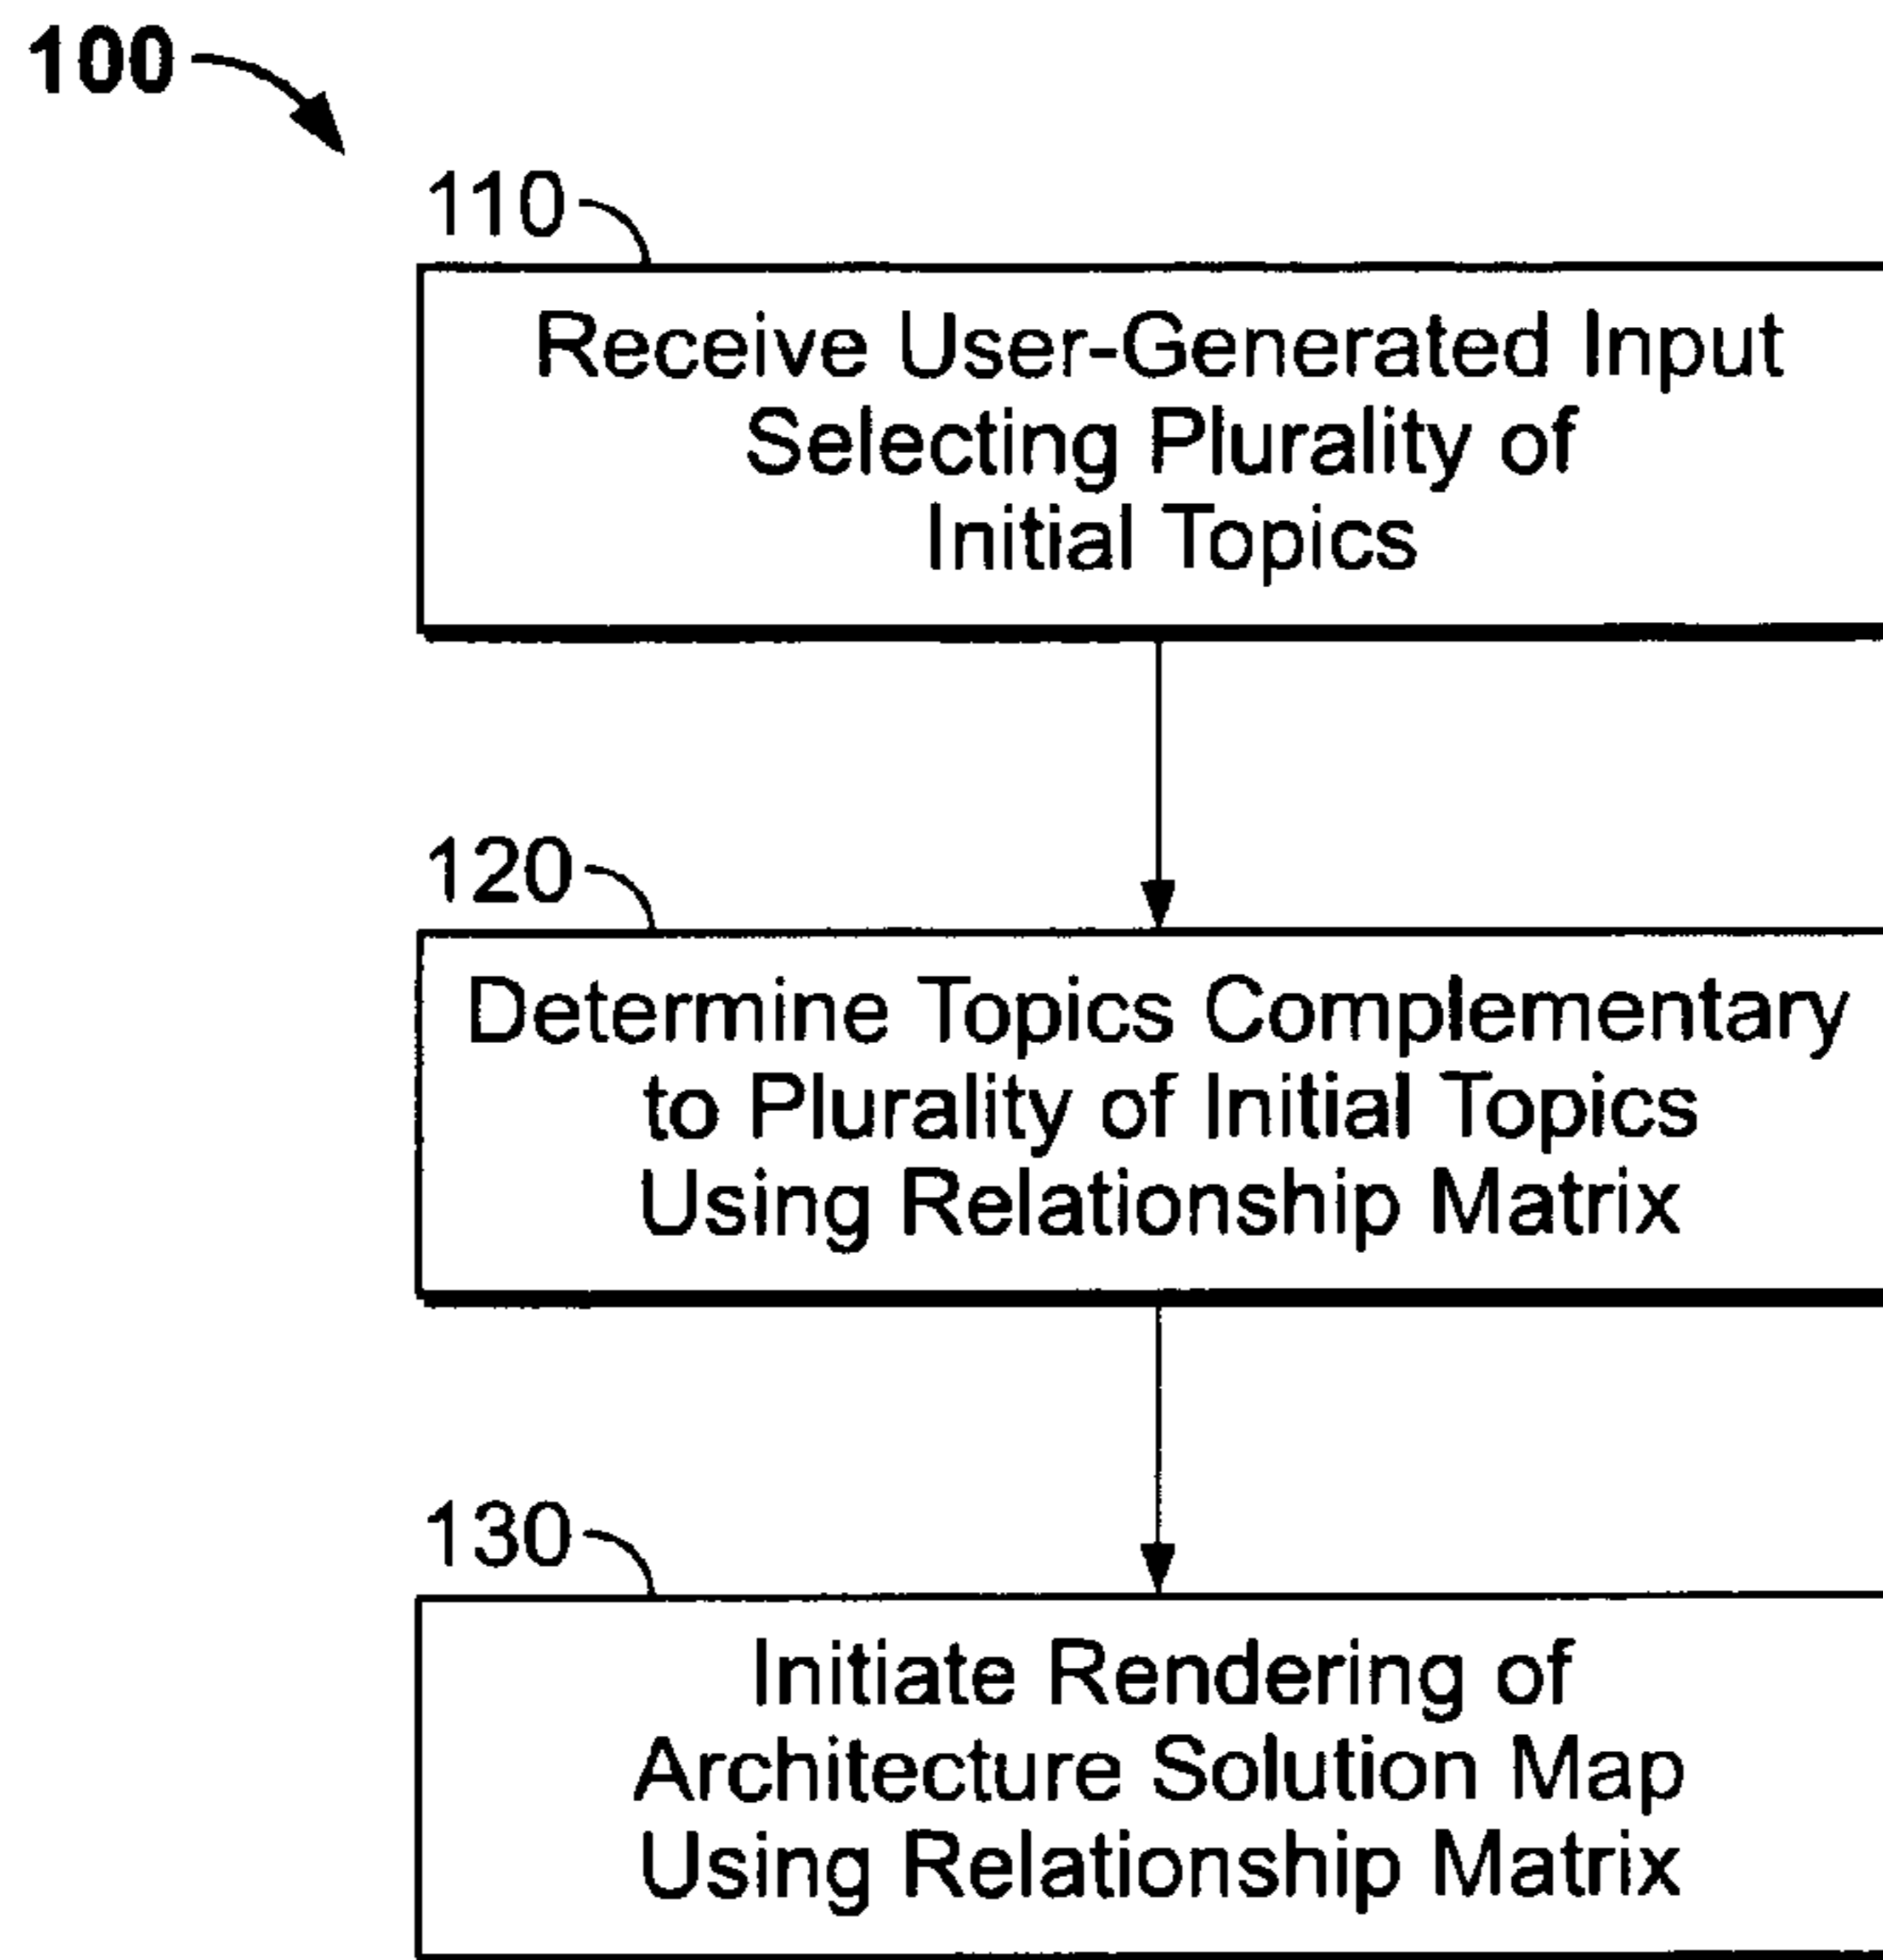 100
110
Receive User-Generated Input
Selecting Plurality of
Initial Topics
120
Determine Topics Complementary
to Plurality of Initial Topics
Using Relationship Matrix
130
Initiate Rendering of
Architecture Solution Map
Using Relationship Matrix